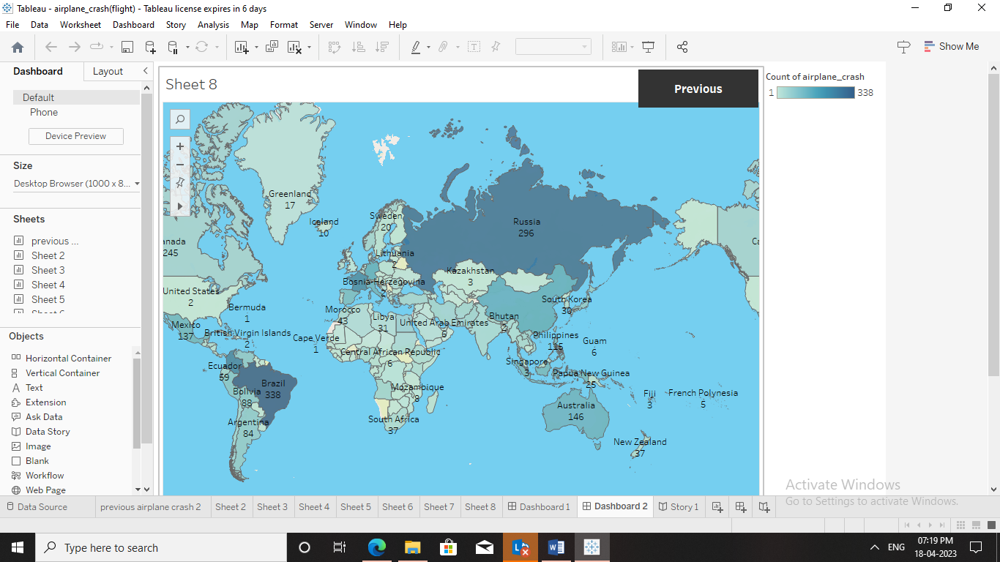 Tableau - airplane_crash(flight) - Tableau license expires in 6 days
File Data Worksheet Dashboard Story Analysis Map Format Server Window Help
Show Me
Dashboard Layout
Default
Phone
Device Preview
Size
Desktop Browser (1000 x 8...
Sheets
previous ...
Sheet 2
Sheet 3
Sheet 4
Sheet 5
Objects
Horizontal Container
Vertical Container
Text
Extension
Ask Data
Data Story
Image
Blank
Workflow
Web Page
Sheet 8
Previous
Count of airplane_crash
1 338
Greenland
17
Iceland
10
Sweden
20
Russia
296
anada
245
Ca
Lithuania
2
Kazakhstan
3
Bosnia-Herzegovina
2
United States
2
South Korea
30
Bermuda
1
Morocco
43
Libya
31
United Arab Emirates
6
Bhutan
2
Mexico
137
British Virgin Islands
2
Cape Verde
1
Philippines
115
Guam
6
Central African Republic
6
Ecuador
59
Singapore
3
Papua New Guinea
25
Brazil
338
Bolivia
88
Mozambique
8
Fiji
3
French Polynesia
5
Australia
146
Argentina
84
South Africa
37
New Zealand
37
Activate Windows
Go to Settings to activate Windows.
Data Source previous airplane crash 2 Sheet 2 Sheet 3 Sheet 4 Sheet 5 Sheet 6 Sheet 7 Sheet 8 Dashboard 1 Dashboard 2 Story 1
Type here to search
ENG
07:19 PM
18-04-2023